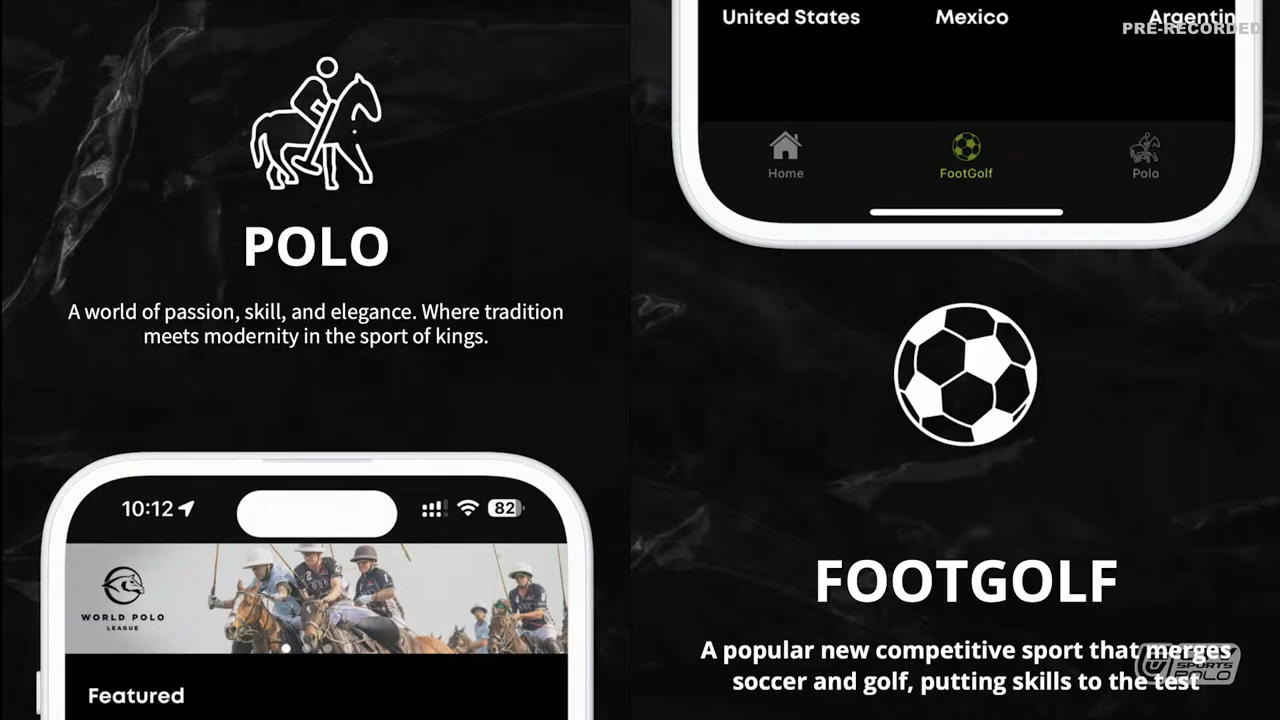 POLO
A world of passion, skill, and elegance. Where tradition
meets modernity in the sport of kings.
10:12
82
WORLD POLO
LEAGUE
Featured
United States
Mexico
Argentin
PRE-RECORDED
Home
FootGolf
Polo
FOOTGOLF
A popular new competitive sport that merges
soccer and golf, putting skills to the test
SPORTS
POLO